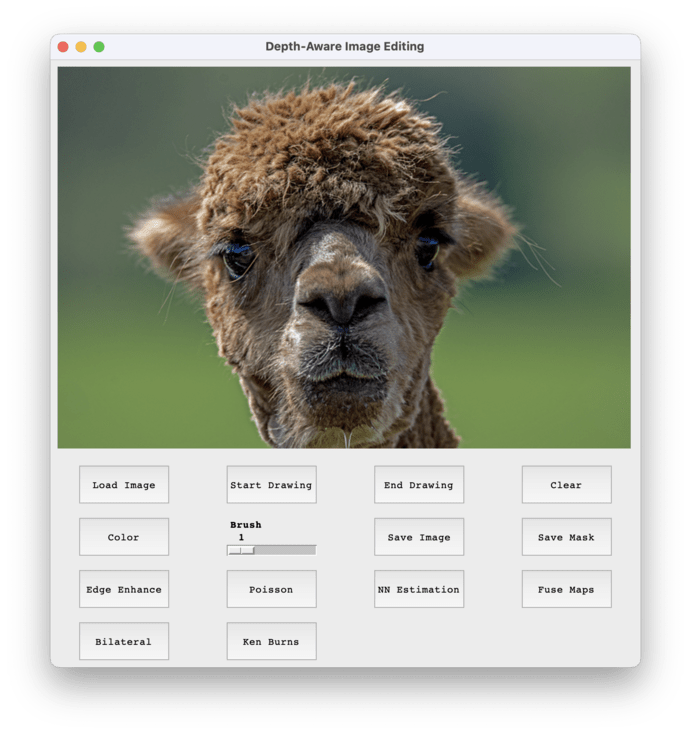 Depth-Aware Image Editing
Load Image
Start Drawing
End Drawing
Clear
Color
Brush
1
Save Image
Save Mask
Edge Enhance
Poisson
NN Estimation
Fuse Maps
Bilateral
Ken Burns